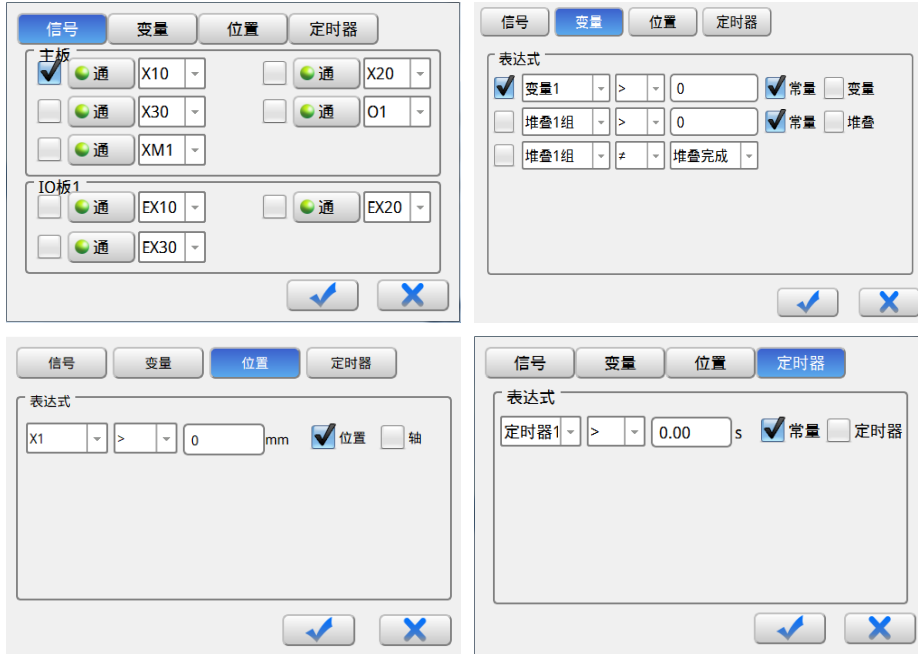 信号 变量 位置 定时器
主板
通 X10 通 X20
通 X30 通 O1
通 XM1
IO板1
通 EX10 通 EX20
通 EX30
信号 变量 位置 定时器
表达式
变量1 > 0 常量 变量
堆叠1组 > 0 常量 堆叠
堆叠1组 ≠ 堆叠完成
信号 变量 位置 定时器
表达式
X1 > 0 mm 位置 轴
信号 变量 位置 定时器
表达式
定时器1 > 0.00 s 常量 定时器